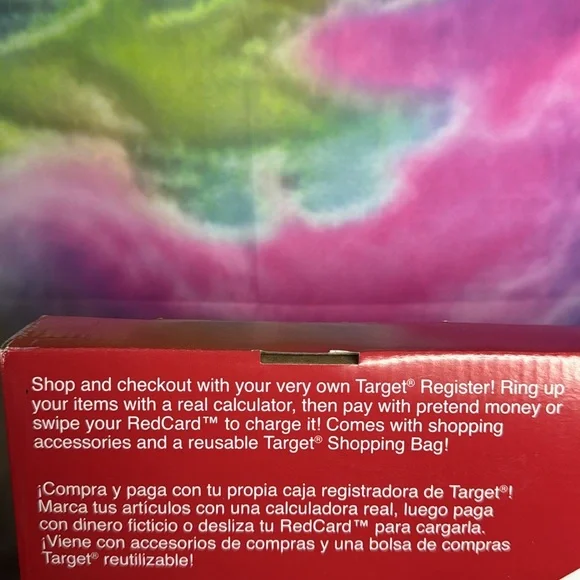 Shop and checkout with your very own Target® Register! Ring up
your items with a real calculator, then pay with pretend money or
swipe your RedCard™ to charge it! Comes with shopping
accessories and a reusable Target® Shopping Bag!
¡Compra y paga con tu propia caja registradora de Target®!
Marca tus artículos con una calculadora real, luego paga
con dinero ficticio o desliza tu RedCard™ para cargarla.
¡Viene con accesorios de compras y una bolsa de compras
Target® reutilizable!